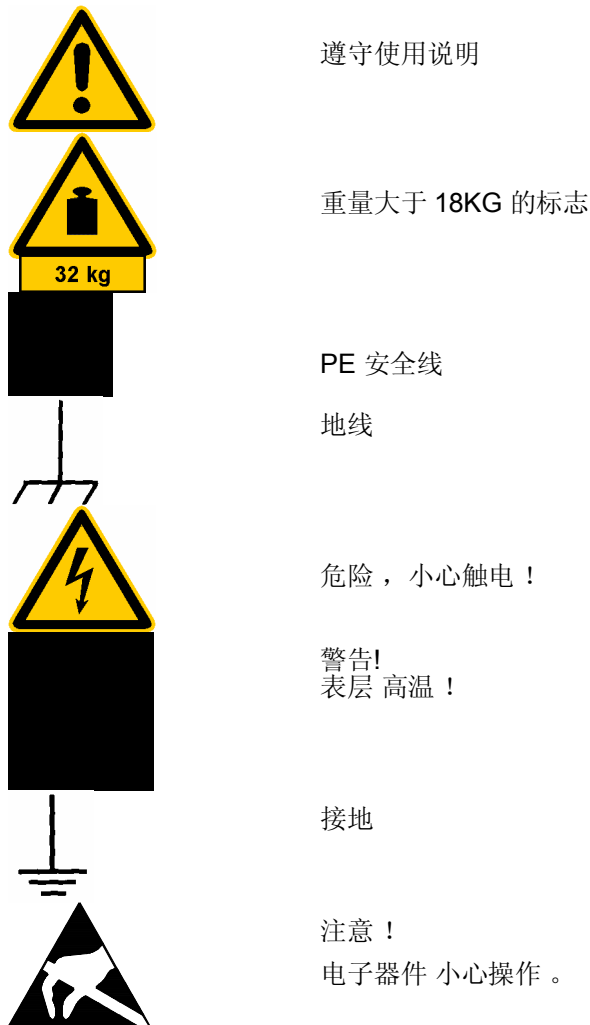 遵守使用说明
重量大于 18KG 的标志
32 kg
PE 安全线
地线
危险 ，小心触电 ！
警告!
表层 高温 ！
接地
注意 ！
电子器件 小心操作 。